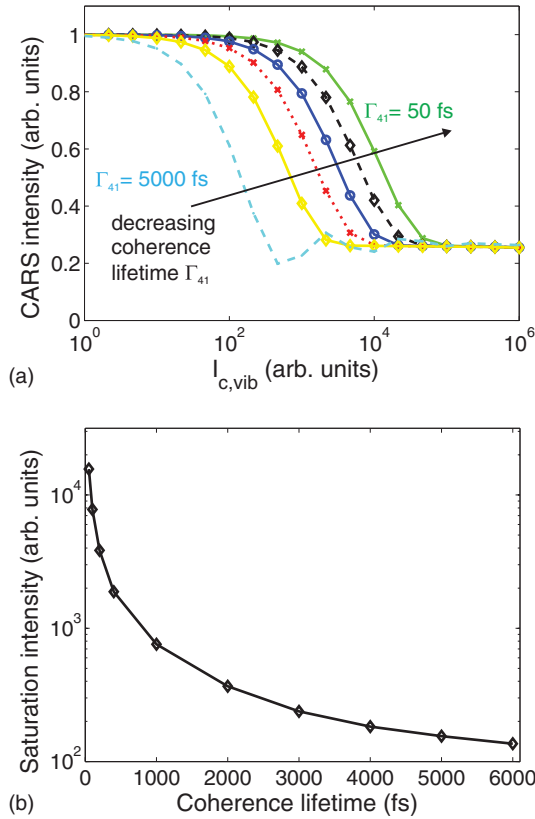 1
0.8
0.6
0.4
0.2
0
CARS intensity (arb. units)
Γ41= 50 fs
Γ41= 5000 fs
decreasing
coherence
lifetime Γ41
10^0 10^2 10^4 10^6
I_c,vib (arb. units)
(a)
10^4
10^3
10^2
Saturation intensity (arb. units)
0 1000 2000 3000 4000 5000 6000
Coherence lifetime (fs)
(b)